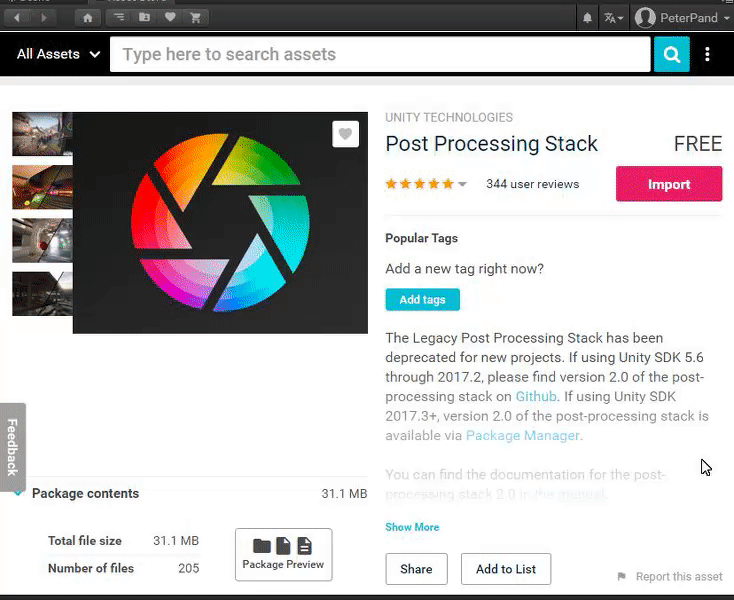 PeterPand
All Assets
Type here to search assets
UNITY TECHNOLOGIES
Post Processing Stack
FREE
344 user reviews
Import
Popular Tags
Add a new tag right now?
Add tags
The Legacy Post Processing Stack has been
deprecated for new projects. If using Unity SDK 5.6
through 2017.2, please find version 2.0 of the post-
processing stack on Github. If using Unity SDK
2017.3+, version 2.0 of the post-processing stack is
available via Package Manager.
You can find the documentation for the post-
processing stack 2.0 in the manual.
Show More
Share
Add to List
Report this asset
Feedback
Package contents
31.1 MB
Total file size
31.1 MB
Number of files
205
Package Preview